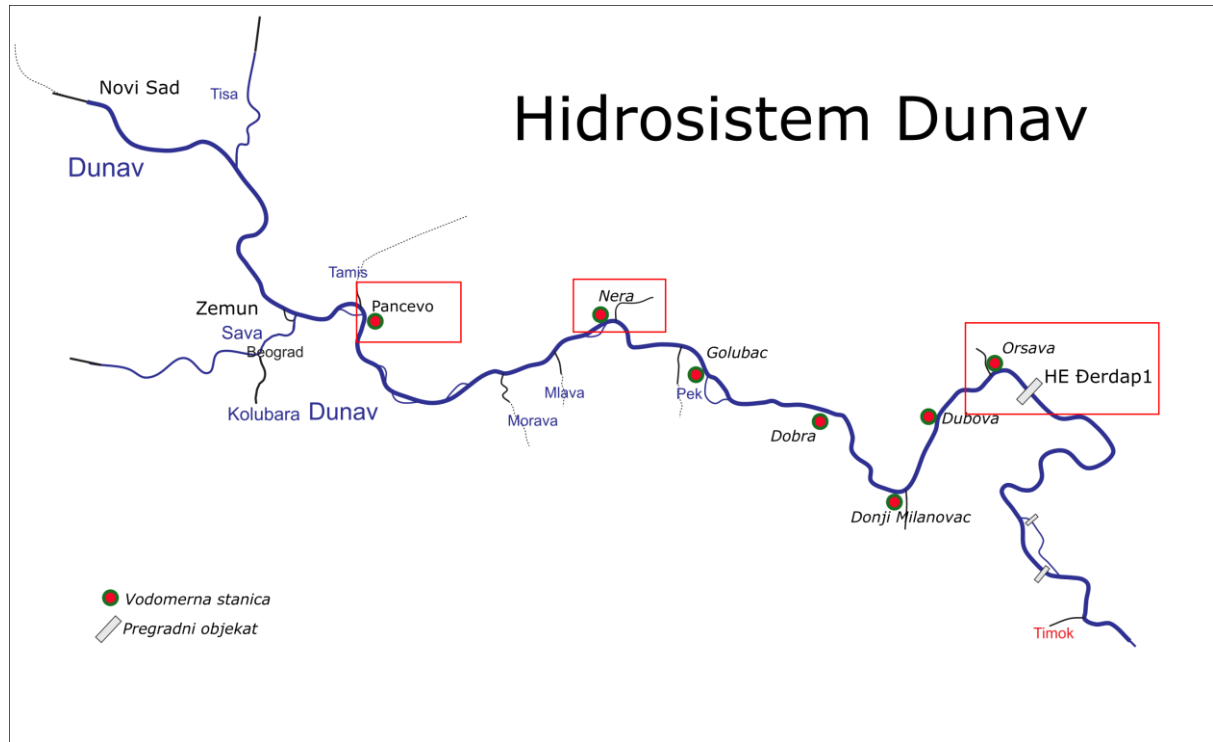 Hidrosistem Dunav
Novi Sad
Tisa
Dunav
Tamis
Pancevo
Nera
Zemun
Sava
Beograd
Kolubara
Dunav
Morava
Mlava
Golubac
Pek
Dobra
Donji Milanovac
Dubova
Orsava
HE Đerdap1
Timok
Vodomerna stanica
Pregradni objekat